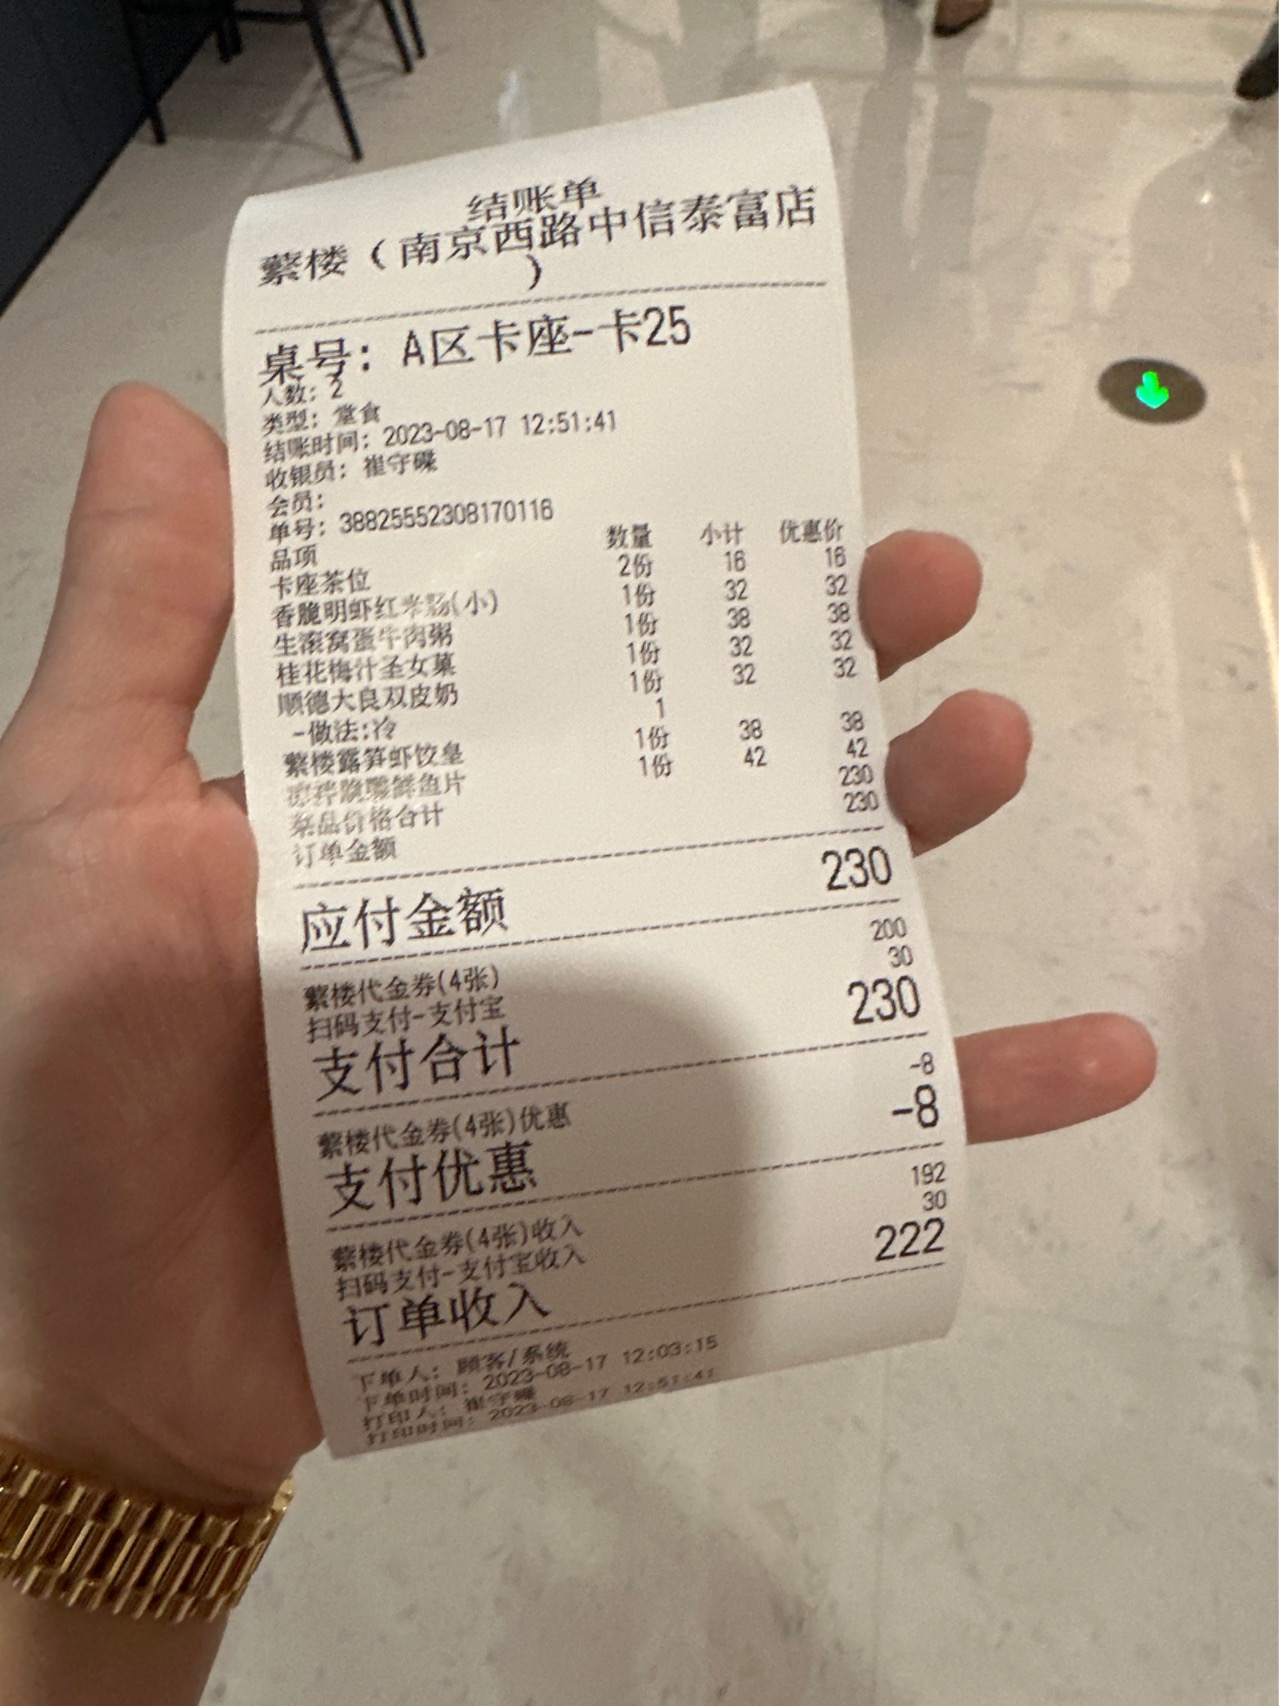 结账单
蘩楼（南京西路中信泰富店
）
桌号：A区卡座-卡25
人数：2
类型：堂食
结账时间：2023-08-17 12:51:41
收银员：崔守碟
会员：
单号：388255552308170116
品项 数量 小计 优惠价
卡座茶位 2份 16 16
香脆明虾红米肠(小) 1份 32 32
生滚窝蛋牛肉粥 1份 38 38
桂花梅汁圣女菓 1份 32 32
顺德大良双皮奶 1份 32 32
-做法:冷 1
蘩楼露笋虾饺皇 1份 38 38
鲜鱼片 1份 42 42
菜品价格合计 230
订单金额 230
应付金额 230
蘩楼代金券(4张) 200
扫码支付-支付宝 30
支付合计 230
蘩楼代金券(4张)优惠 -8
支付优惠 -8
蘩楼代金券(4张)收入 192
扫码支付-支付宝收入 30
订单收入 222
下单人：顾客/系统
下单时间：2023-08-17 12:03:15
打印人：崔守碟
打印时间：2023-08-17 12:51:41